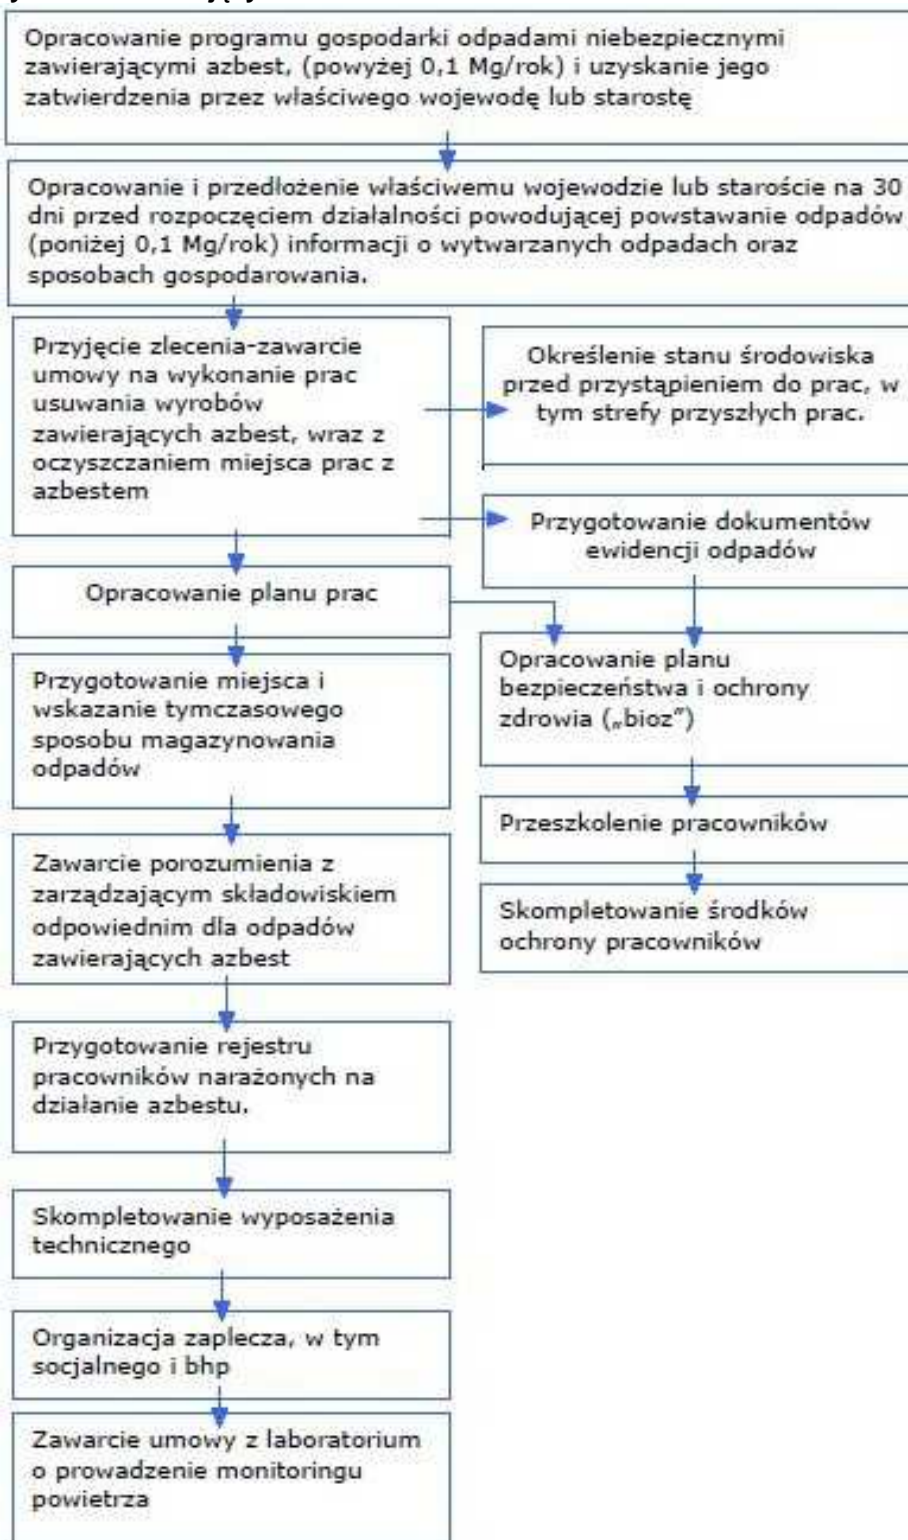 Opracowanie programu gospodarki odpadami niebezpiecznymi
zawierającymi azbest, (powyżej 0,1 Mg/rok) i uzyskanie jego
zatwierdzenia przez właściwego wojewodę lub starostę
Opracowanie i przedłożenie właściwemu wojewodzie lub staroście na 30
dni przed rozpoczęciem działalności powodującej powstawanie odpadów
(poniżej 0,1 Mg/rok) informacji o wytwarzanych odpadach oraz
sposobach gospodarowania.
Przyjęcie zlecenia-zawarcie
umowy na wykonanie prac
usuwania wyrobów
zawierających azbest, wraz z
oczyszczaniem miejsca prac z
azbestem
Określenie stanu środowiska
przed przystąpieniem do prac, w
tym strefy przyszłych prac.
Przygotowanie dokumentów
ewidencji odpadów
Opracowanie planu prac
Opracowanie planu
bezpieczeństwa i ochrony
zdrowia („bioz”)
Przygotowanie miejsca i
wskazanie tymczasowego
sposobu magazynowania
odpadów
Przeszkolenie pracowników
Zawarcie porozumienia z
zarządzającym składowiskiem
odpowiednim dla odpadów
zawierających azbest
Skompletowanie środków
ochrony pracowników
Przygotowanie rejestru
pracowników narażonych na
działanie azbestu.
Skompletowanie wyposażenia
technicznego
Organizacja zaplecza, w tym
socjalnego i bhp
Zawarcie umowy z laboratorium
o prowadzenie monitoringu
powietrza